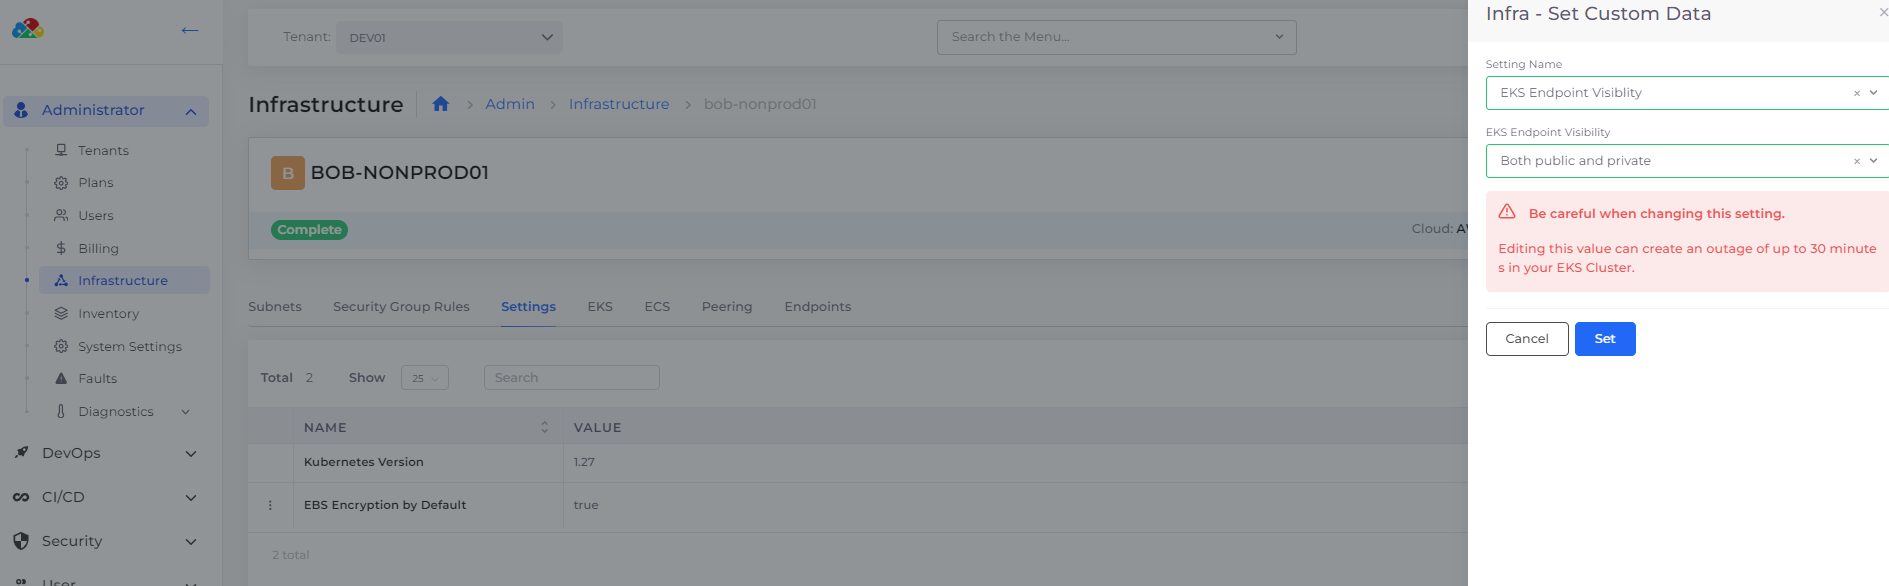 Infra - Set Custom Data
×
Tenant:
DEV01
Search the Menu...
Administrator
Tenants
Plans
Users
Billing
Infrastructure
Inventory
System Settings
Faults
Diagnostics
DevOps
CI/CD
Security
User
Infrastructure
Admin
Infrastructure
bob-nonprod01
B
BOB-NONPROD01
Complete
Cloud:
Subnets
Security Group Rules
Settings
EKS
ECS
Peering
Endpoints
Total 2
Show
25
Search
NAME
VALUE
Kubernetes Version
1.27
EBS Encryption by Default
true
2 total
Setting Name
EKS Endpoint Visiblity
EKS Endpoint Visibility
Both public and private
Be careful when changing this setting.
Editing this value can create an outage of up to 30 minute
s in your EKS Cluster.
Cancel
Set